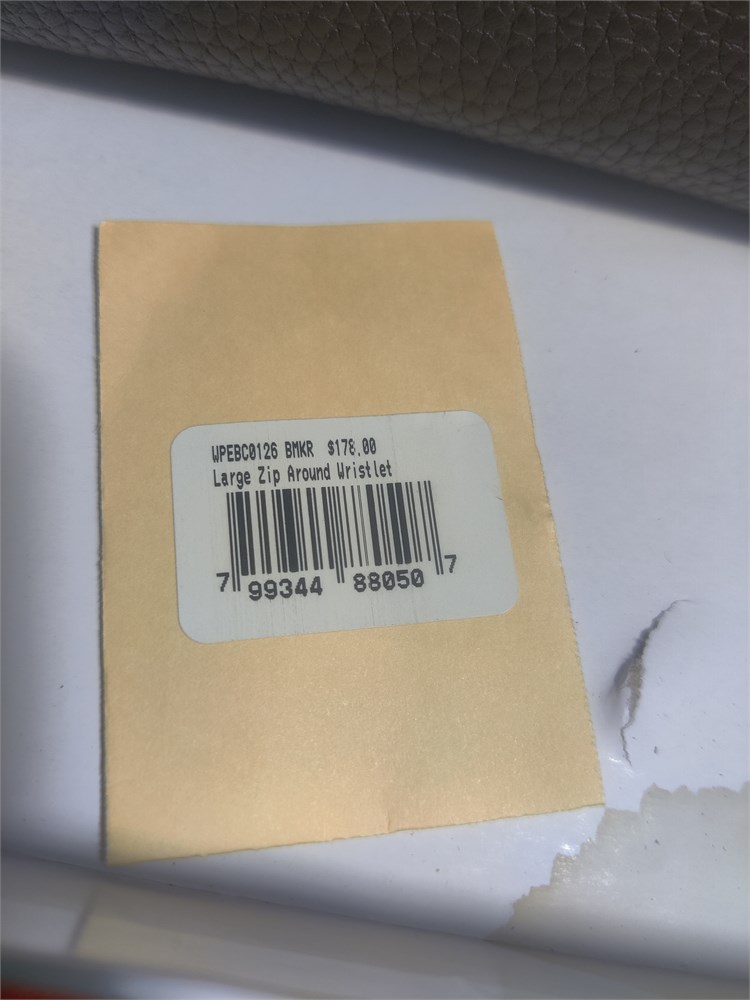 WPEBC0126 BMKR $178.00
Large Zip Around Wristlet
7 99344 88050 7